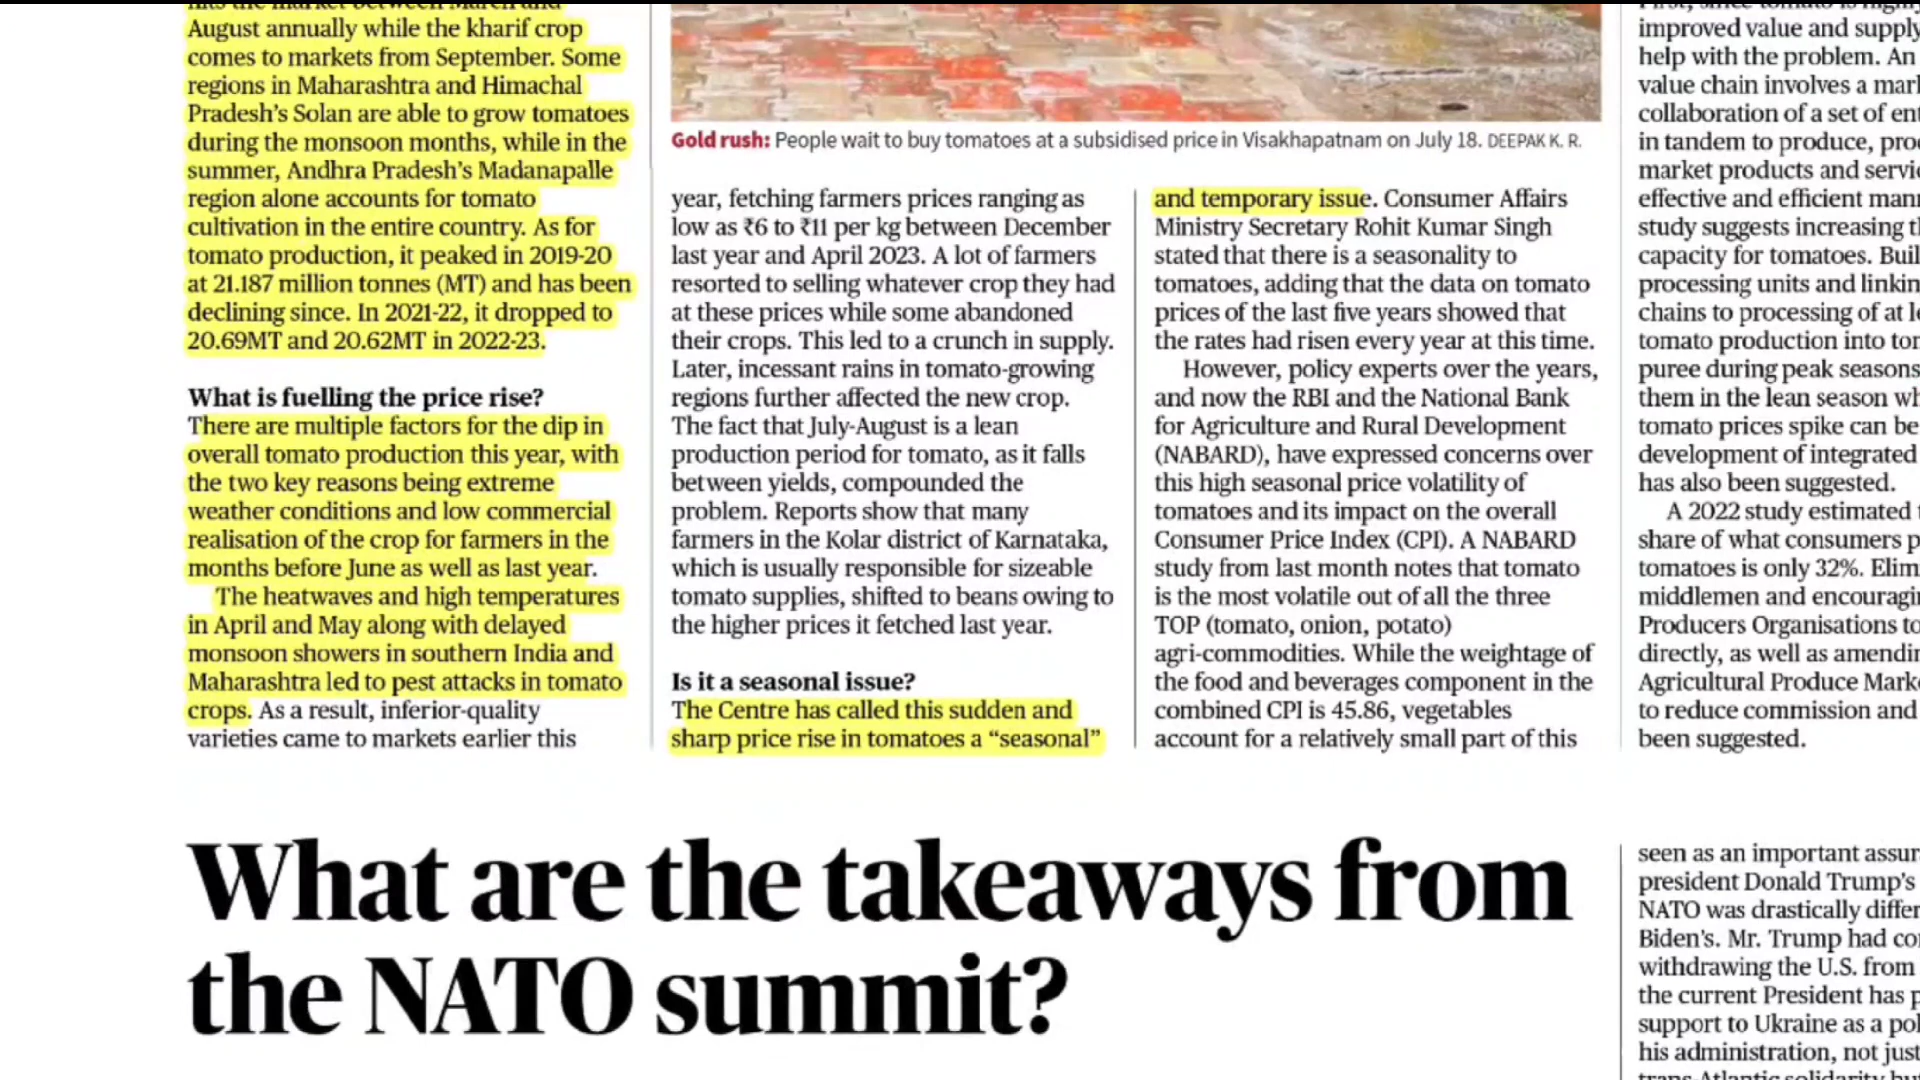 hits the market between March and
August annually while the kharif crop
comes to markets from September. Some
regions in Maharashtra and Himachal
Pradesh's Solan are able to grow tomatoes
during the monsoon months, while in the
summer, Andhra Pradesh's Madanapalle
region alone accounts for tomato
cultivation in the entire country. As for
tomato production, it peaked in 2019-20
at 21.187 million tonnes (MT) and has been
declining since. In 2021-22, it dropped to
20.69MT and 20.62MT in 2022-23.
What is fuelling the price rise?
There are multiple factors for the dip in
overall tomato production this year, with
the two key reasons being extreme
weather conditions and low commercial
realisation of the crop for farmers in the
months before June as well as last year.
The heatwaves and high temperatures
in April and May along with delayed
monsoon showers in southern India and
Maharashtra led to pest attacks in tomato
crops. As a result, inferior-quality
varieties came to markets earlier this
Gold rush: People wait to buy tomatoes at a subsidised price in Visakhapatnam on July 18. DEEPAK K. R.
year, fetching farmers prices ranging as
low as ₹6 to ₹11 per kg between December
last year and April 2023. A lot of farmers
resorted to selling whatever crop they had
at these prices while some abandoned
their crops. This led to a crunch in supply.
Later, incessant rains in tomato-growing
regions further affected the new crop.
The fact that July-August is a lean
production period for tomato, as it falls
between yields, compounded the
problem. Reports show that many
farmers in the Kolar district of Karnataka,
which is usually responsible for sizeable
tomato supplies, shifted to beans owing to
the higher prices it fetched last year.
Is it a seasonal issue?
The Centre has called this sudden and
sharp price rise in tomatoes a “seasonal”
and temporary issue. Consumer Affairs
Ministry Secretary Rohit Kumar Singh
stated that there is a seasonality to
tomatoes, adding that the data on tomato
prices of the last five years showed that
the rates had risen every year at this time.
However, policy experts over the years,
and now the RBI and the National Bank
for Agriculture and Rural Development
(NABARD), have expressed concerns over
this high seasonal price volatility of
tomatoes and its impact on the overall
Consumer Price Index (CPI). A NABARD
study from last month notes that tomato
is the most volatile out of all the three
TOP (tomato, onion, potato)
agri-commodities. While the weightage of
the food and beverages component in the
combined CPI is 45.86, vegetables
account for a relatively small part of this
First, since tomato is
improved value and supply
help with the problem. An
value chain involves a
collaboration of a set of
in tandem to produce,
market products and
effective and efficient
study suggests increasing
capacity for tomatoes.
processing units and
chains to processing of at
tomato production into
puree during peak seasons
them in the lean season
tomato prices spike can be
development of integrated
has also been suggested.
A 2022 study estimated
share of what consumers
tomatoes is only 32%.
middlemen and
Producers Organisations to
directly, as well as
Agricultural Produce
to reduce commission and
been suggested.
What are the takeaways from
the NATO summit?
seen as an important
president Donald Trump's
NATO was drastically
Biden's. Mr. Trump had
withdrawing the U.S. from
the current President has
support to Ukraine as a
his administration, not just